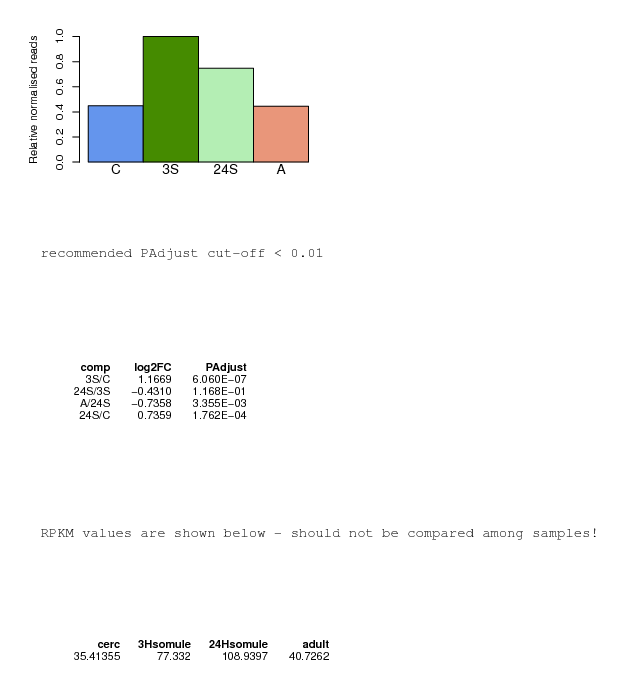 Relative normalised reads
1.0
0.8
0.6
0.4
0.2
0.0
C 3S 24S A
recommended PAdjust cut-off < 0.01
comp log2FC PAdjust
3S/C 1.1669 6.060E−07
24S/3S −0.4310 1.168E−01
A/24S −0.7358 3.355E−03
24S/C 0.7359 1.762E−04
RPKM values are shown below - should not be compared among samples!
cerc 3Hsomule 24Hsomule adult
35.41355 77.332 108.9397 40.7262